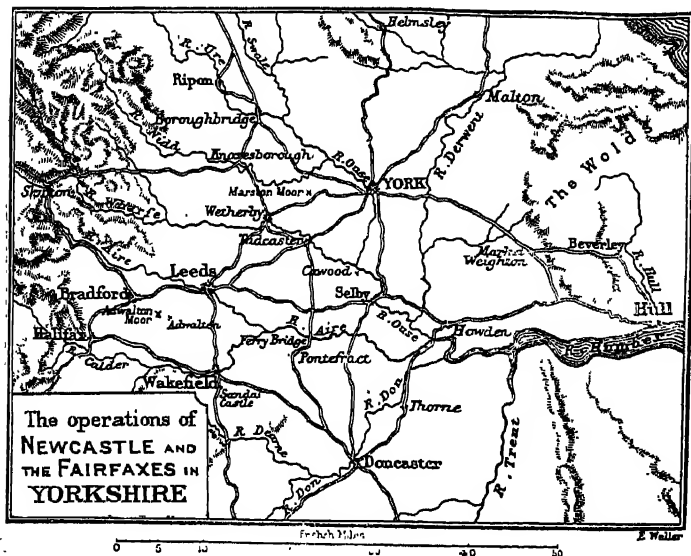 Helmsley
R. Ure
R. Swale
Ripon
Malton
Boroughbridge
R. Nidd
R. Derwent
The Wolds
Knaresborough
R. Ouse
Marston Moor ×
YORK
Skipton
R. Wharfe
Wetherby
Tadcaster
R. Aire
Market
Weighton
Beverley
R. Hull
Leeds
Cawood
Bradford
Selby
Hull
Adwalton
Moor ×
Adwalton
R. Aire
R. Ouse
Howden
Halifax
Ferry Bridge
Humber
Calder
Pontefract
Wakefield
Sandal
Castle
R. Don
Thorne
The operations of
NEWCASTLE AND
THE FAIRFAXES IN
YORKSHIRE
R. Dearne
R. Trent
Doncaster
R. Don
English Miles
E. Weller
0 5 10 40 50